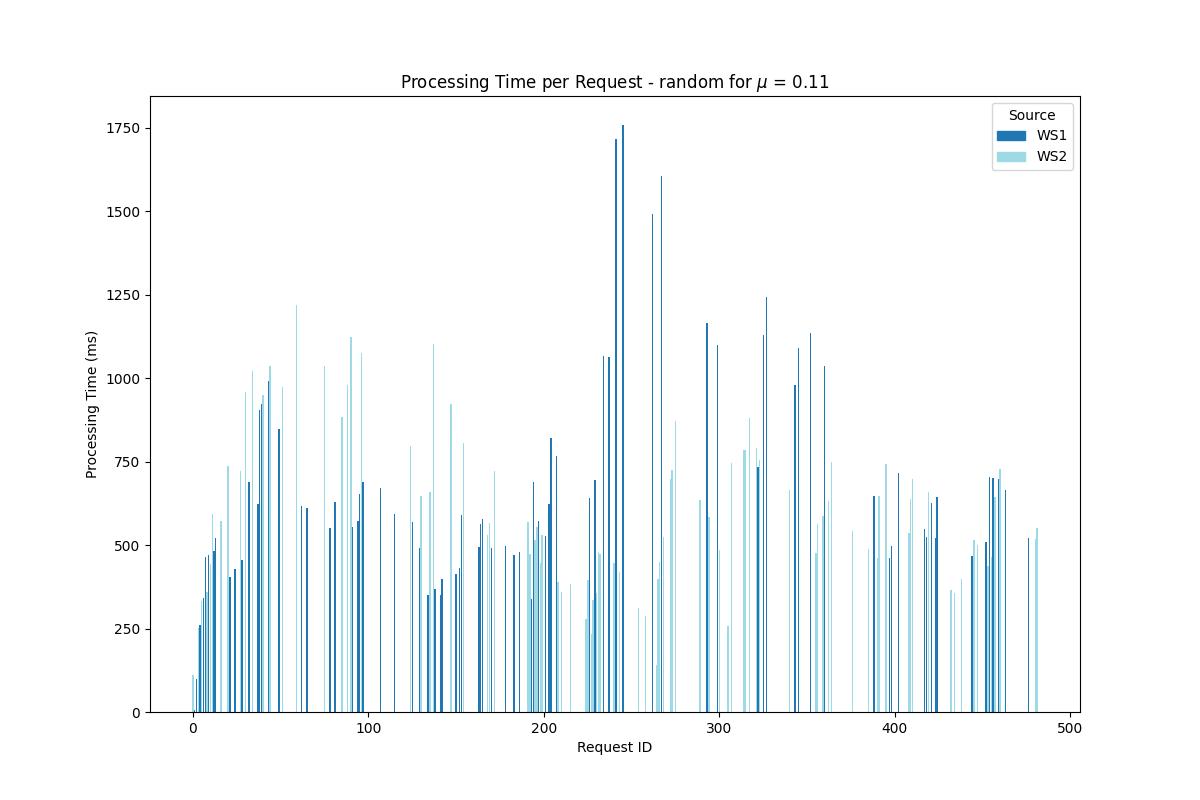 Processing Time per Request - random for μ = 0.11
Source
WS1
WS2
Processing Time (ms)
1750
1500
1250
1000
750
500
250
0
0 100 200 300 400 500
Request ID